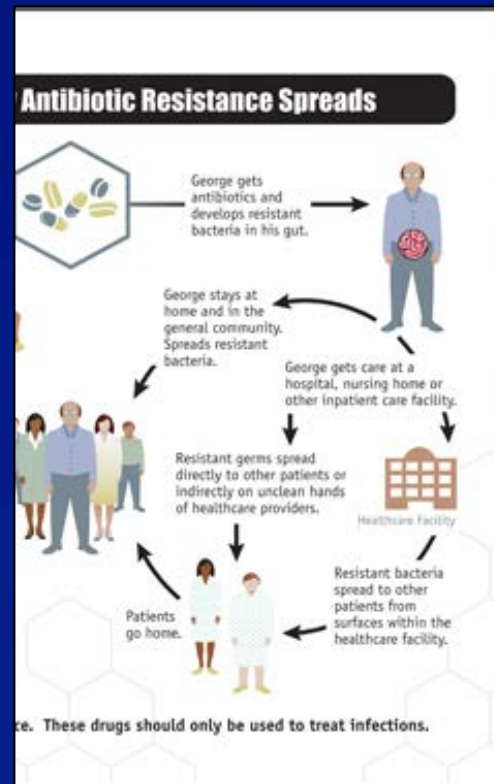 Antibiotic Resistance Spreads
George gets
antibiotics and
develops resistant
bacteria in his gut.
George stays at
home and in the
general community.
Spreads resistant
bacteria.
George gets care at a
hospital, nursing home or
other inpatient care facility.
Resistant germs spread
directly to other patients or
indirectly on unclean hands
of healthcare providers.
Healthcare Facility
Resistant bacteria
spread to other
patients from
surfaces within the
healthcare facility.
Patients
go home.
ce. These drugs should only be used to treat infections.